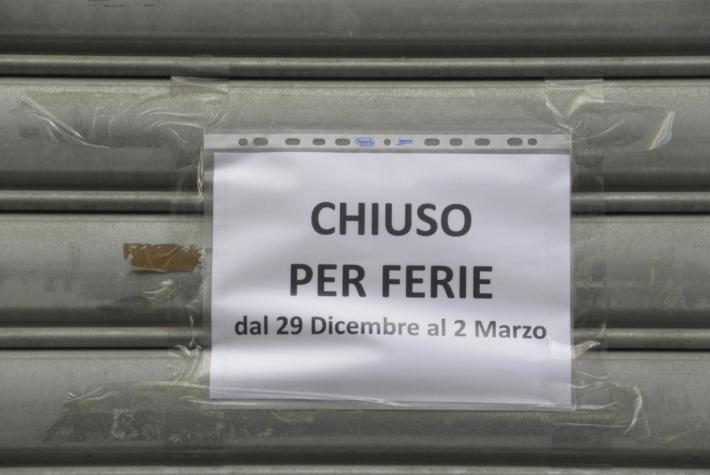 CHIUSO
PER FERIE
dal 29 Dicembre al 2 Marzo